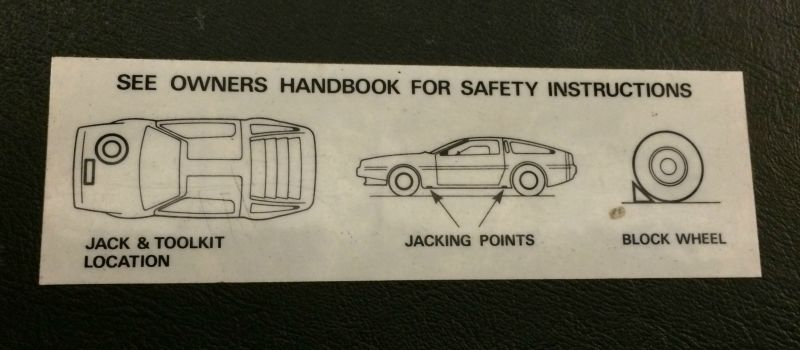 SEE OWNERS HANDBOOK FOR SAFETY INSTRUCTIONS
JACK & TOOLKIT
LOCATION
JACKING POINTS
BLOCK WHEEL